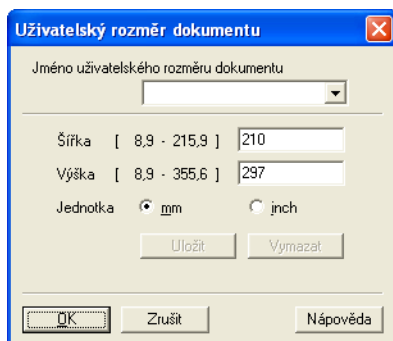 Uživatelský rozměr dokumentu
Jméno uživatelského rozměru dokumentu
Šířka [ 8,9 - 215,9 ] 210
Výška [ 8,9 - 355,6 ] 297
Jednotka mm inch
Uložit Vymazat
OK Zrušit Nápověda